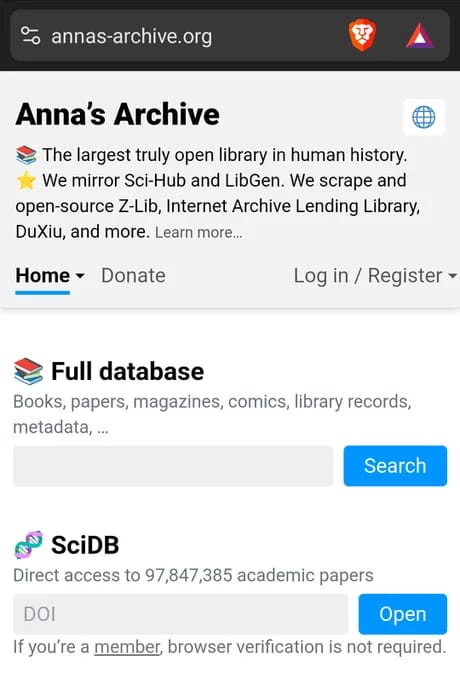 annas-archive.org
Anna’s Archive
📚 The largest truly open library in human history.
⭐ We mirror Sci-Hub and LibGen. We scrape and
open-source Z-Lib, Internet Archive Lending Library,
DuXiu, and more. Learn more…
Home Donate Log in / Register
📚 Full database
Books, papers, magazines, comics, library records,
metadata, …
Search
🧬 SciDB
Direct access to 97,847,385 academic papers
DOI Open
If you’re a member, browser verification is not required.